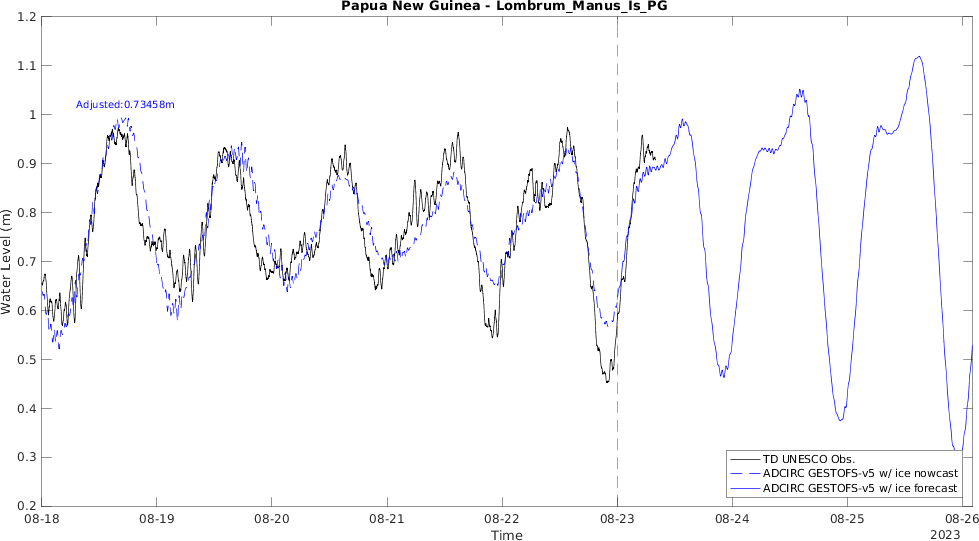 Papua New Guinea - Lombrum_Manus_Is_PG
1.2
1.1
1
0.9
0.8
0.7
0.6
0.5
0.4
0.3
0.2
Water Level (m)
Adjusted:0.73458m
TD UNESCO Obs.
ADCIRC GESTOFS-v5 w/ ice nowcast
ADCIRC GESTOFS-v5 w/ ice forecast
08-18 08-19 08-20 08-21 08-22 08-23 08-24 08-25 08-26
Time
2023